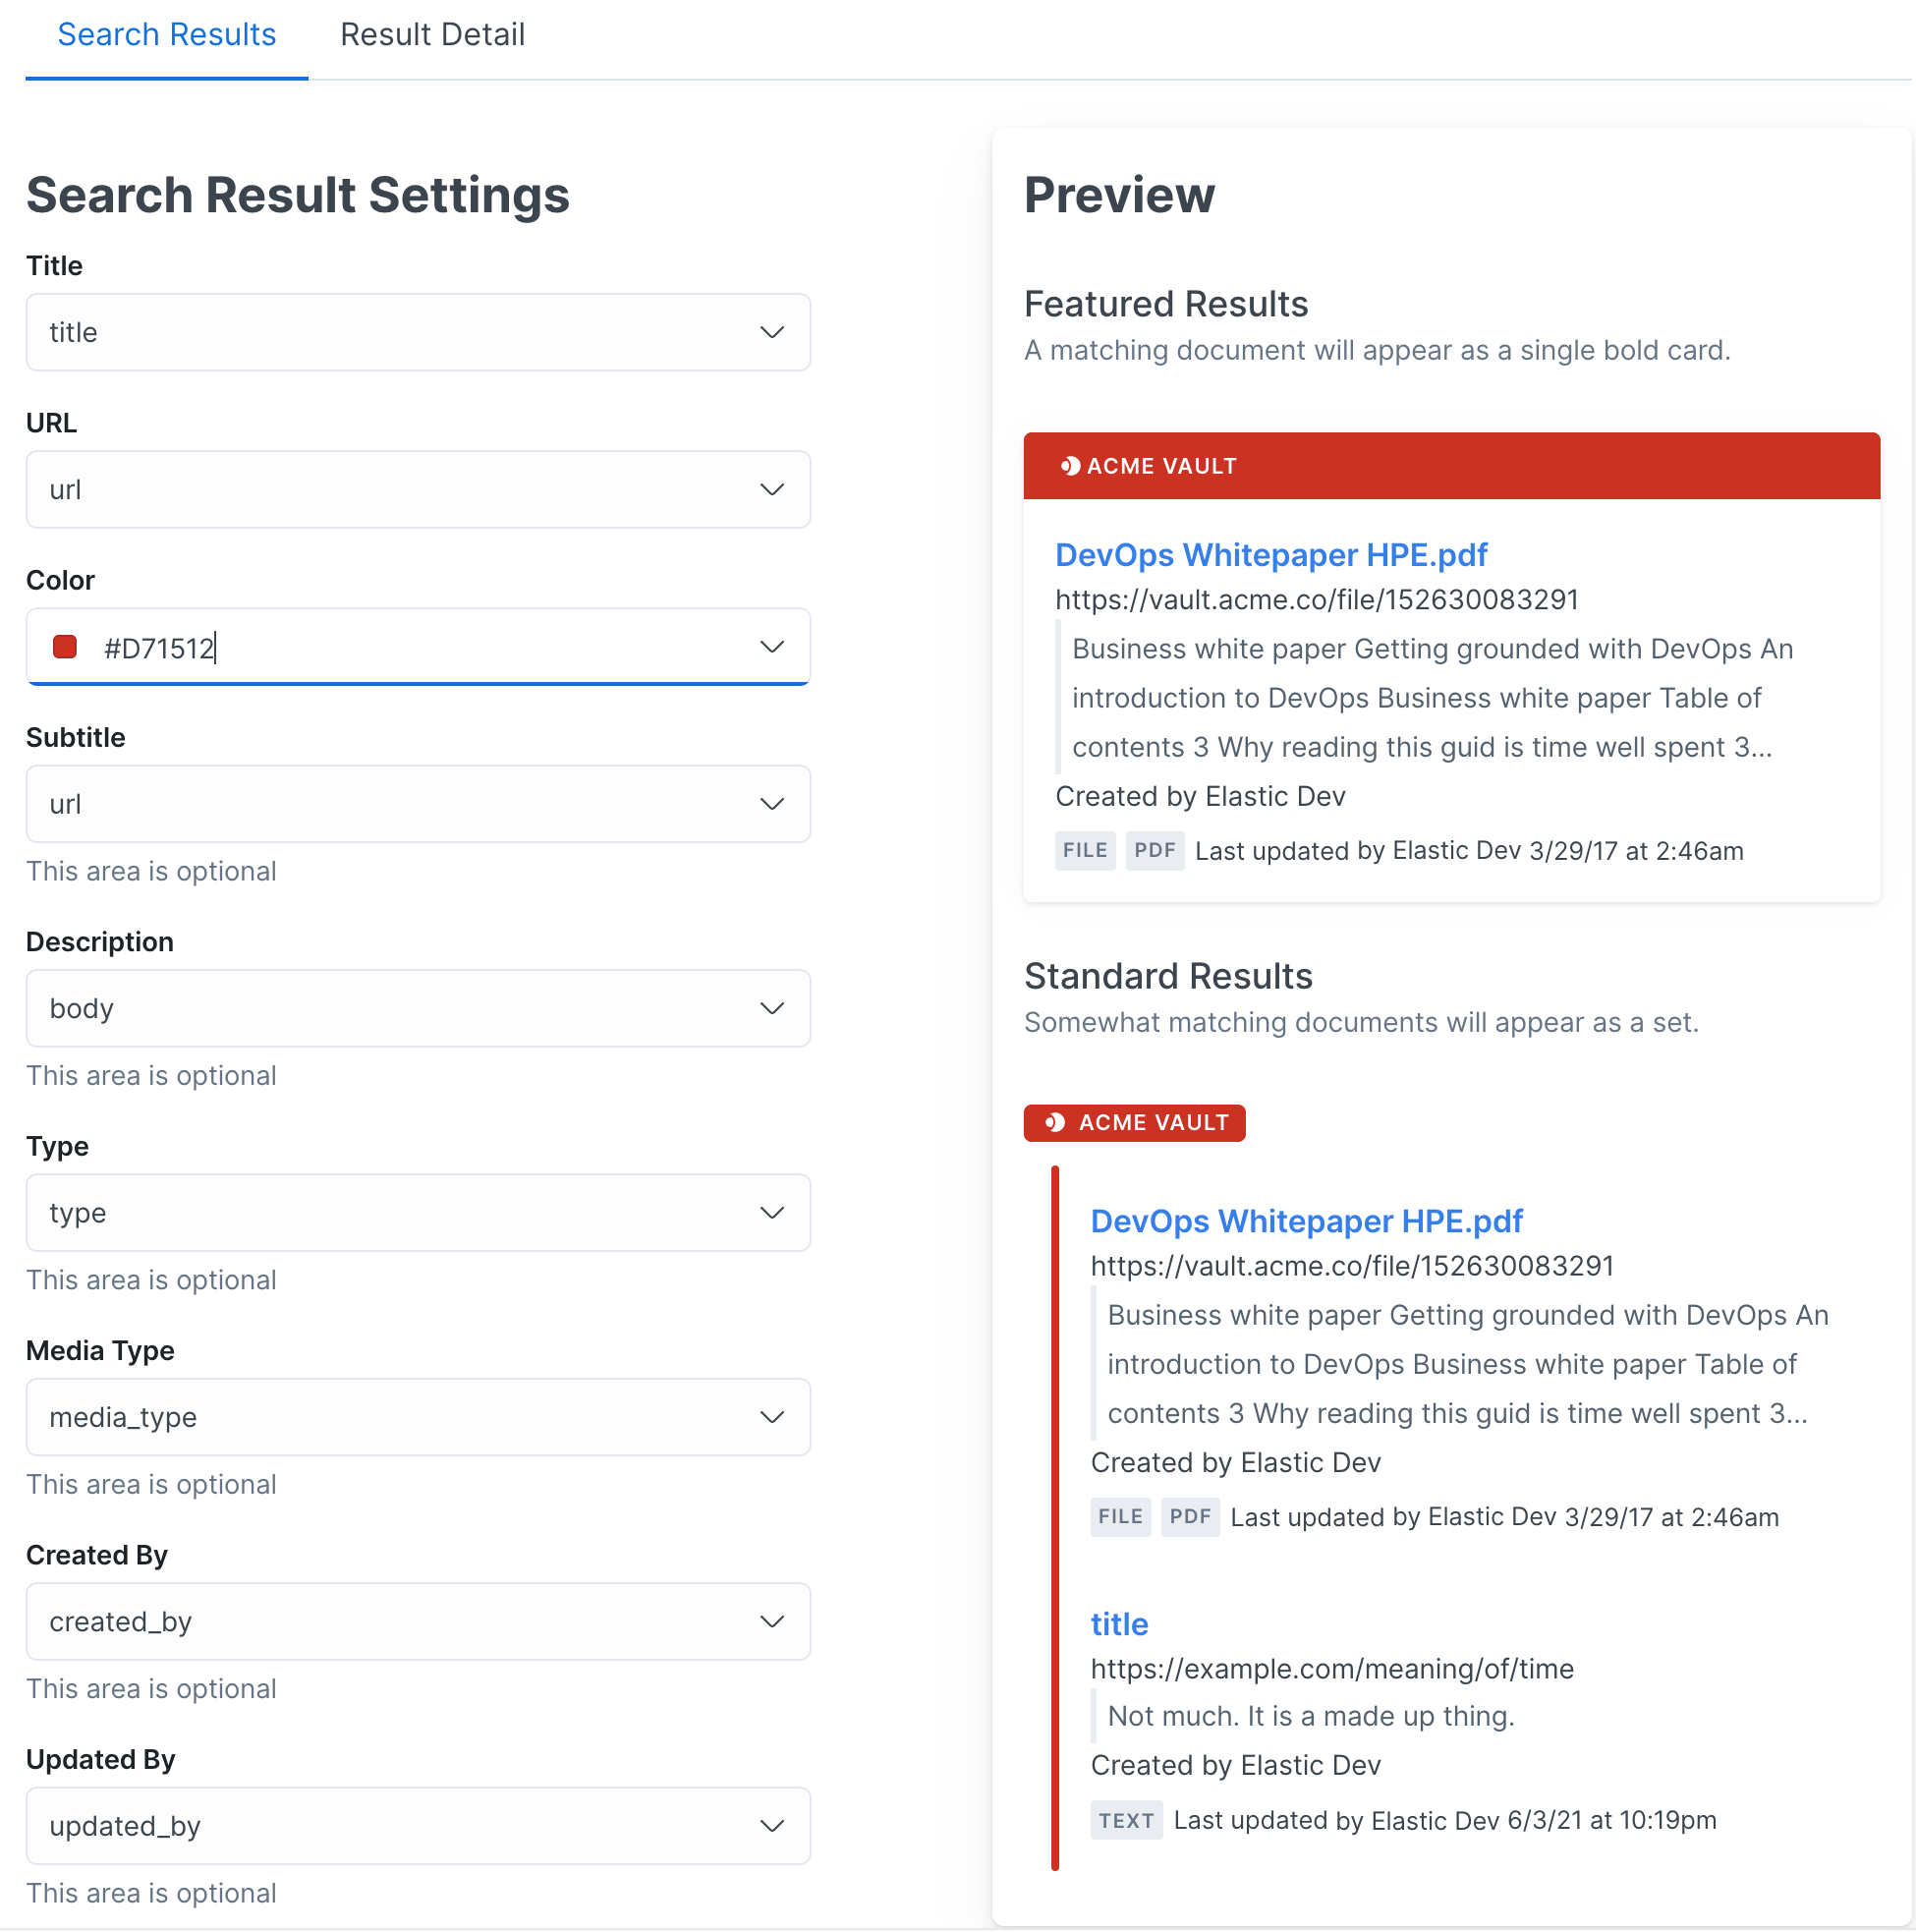 Search Results
Result Detail
Search Result Settings
Title
title
URL
url
Color
#D71512
Subtitle
url
This area is optional
Description
body
This area is optional
Type
type
This area is optional
Media Type
media_type
This area is optional
Created By
created_by
This area is optional
Updated By
updated_by
This area is optional
Preview
Featured Results
A matching document will appear as a single bold card.
ACME VAULT
DevOps Whitepaper HPE.pdf
https://vault.acme.co/file/152630083291
Business white paper Getting grounded with DevOps An
introduction to DevOps Business white paper Table of
contents 3 Why reading this guid is time well spent 3...
Created by Elastic Dev
FILE PDF Last updated by Elastic Dev 3/29/17 at 2:46am
Standard Results
Somewhat matching documents will appear as a set.
ACME VAULT
DevOps Whitepaper HPE.pdf
https://vault.acme.co/file/152630083291
Business white paper Getting grounded with DevOps An
introduction to DevOps Business white paper Table of
contents 3 Why reading this guid is time well spent 3...
Created by Elastic Dev
FILE PDF Last updated by Elastic Dev 3/29/17 at 2:46am
title
https://example.com/meaning/of/time
Not much. It is a made up thing.
Created by Elastic Dev
TEXT Last updated by Elastic Dev 6/3/21 at 10:19pm